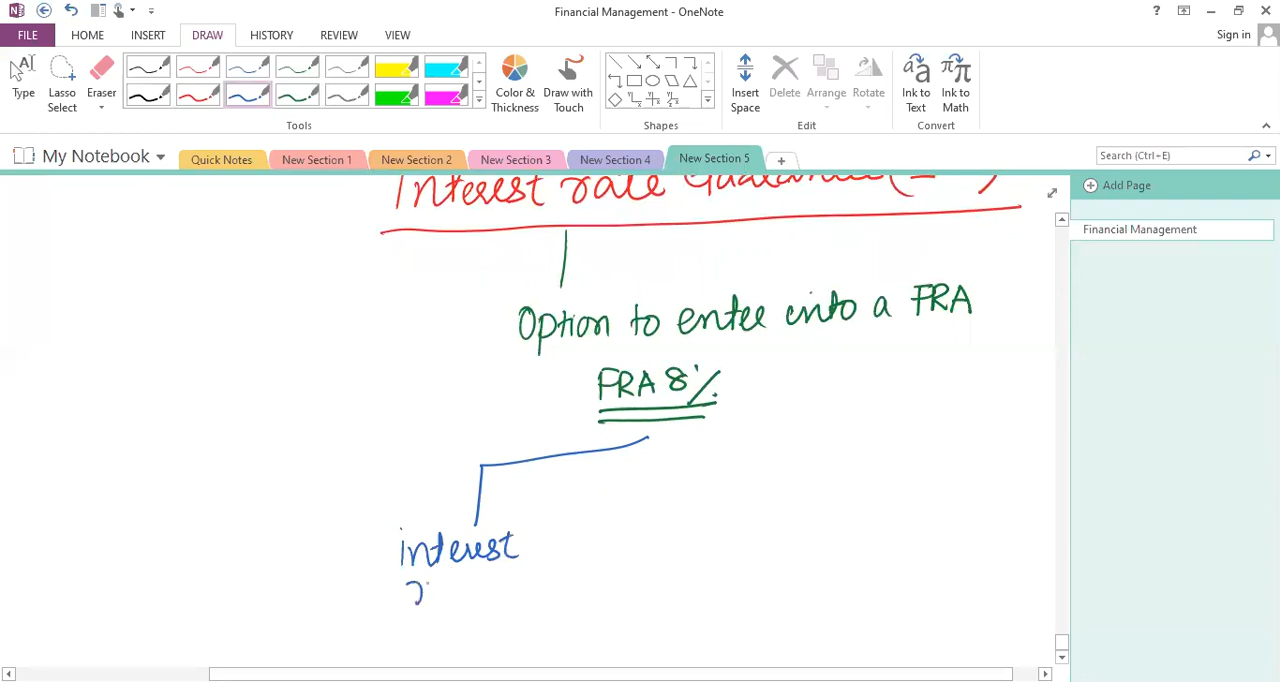 Financial Management - OneNote
?
FILE HOME INSERT DRAW HISTORY REVIEW VIEW
Sign in
Type
Lasso Select
Eraser
Color & Thickness
Draw with Touch
Insert Space
Delete
Arrange
Rotate
Ink to Text
Ink to Math
Tools
Shapes
Edit
Convert
My Notebook
Quick Notes
New Section 1
New Section 2
New Section 3
New Section 4
New Section 5
Search (Ctrl+E)
Add Page
Financial Management
Interest rate
Option to enter into a FRA
FRA 8%
interest